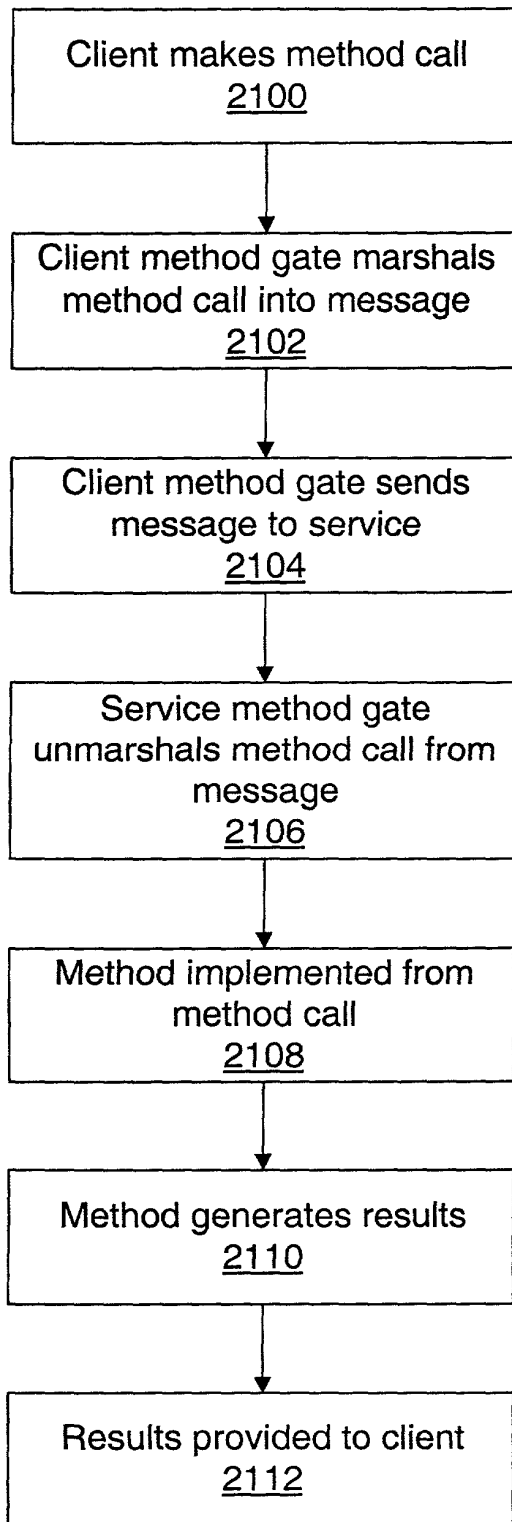 Client makes method call
2100
Client method gate marshals
method call into message
2102
Client method gate sends
message to service
2104
Service method gate
unmarshals method call from
message
2106
Method implemented from
method call
2108
Method generates results
2110
Results provided to client
2112